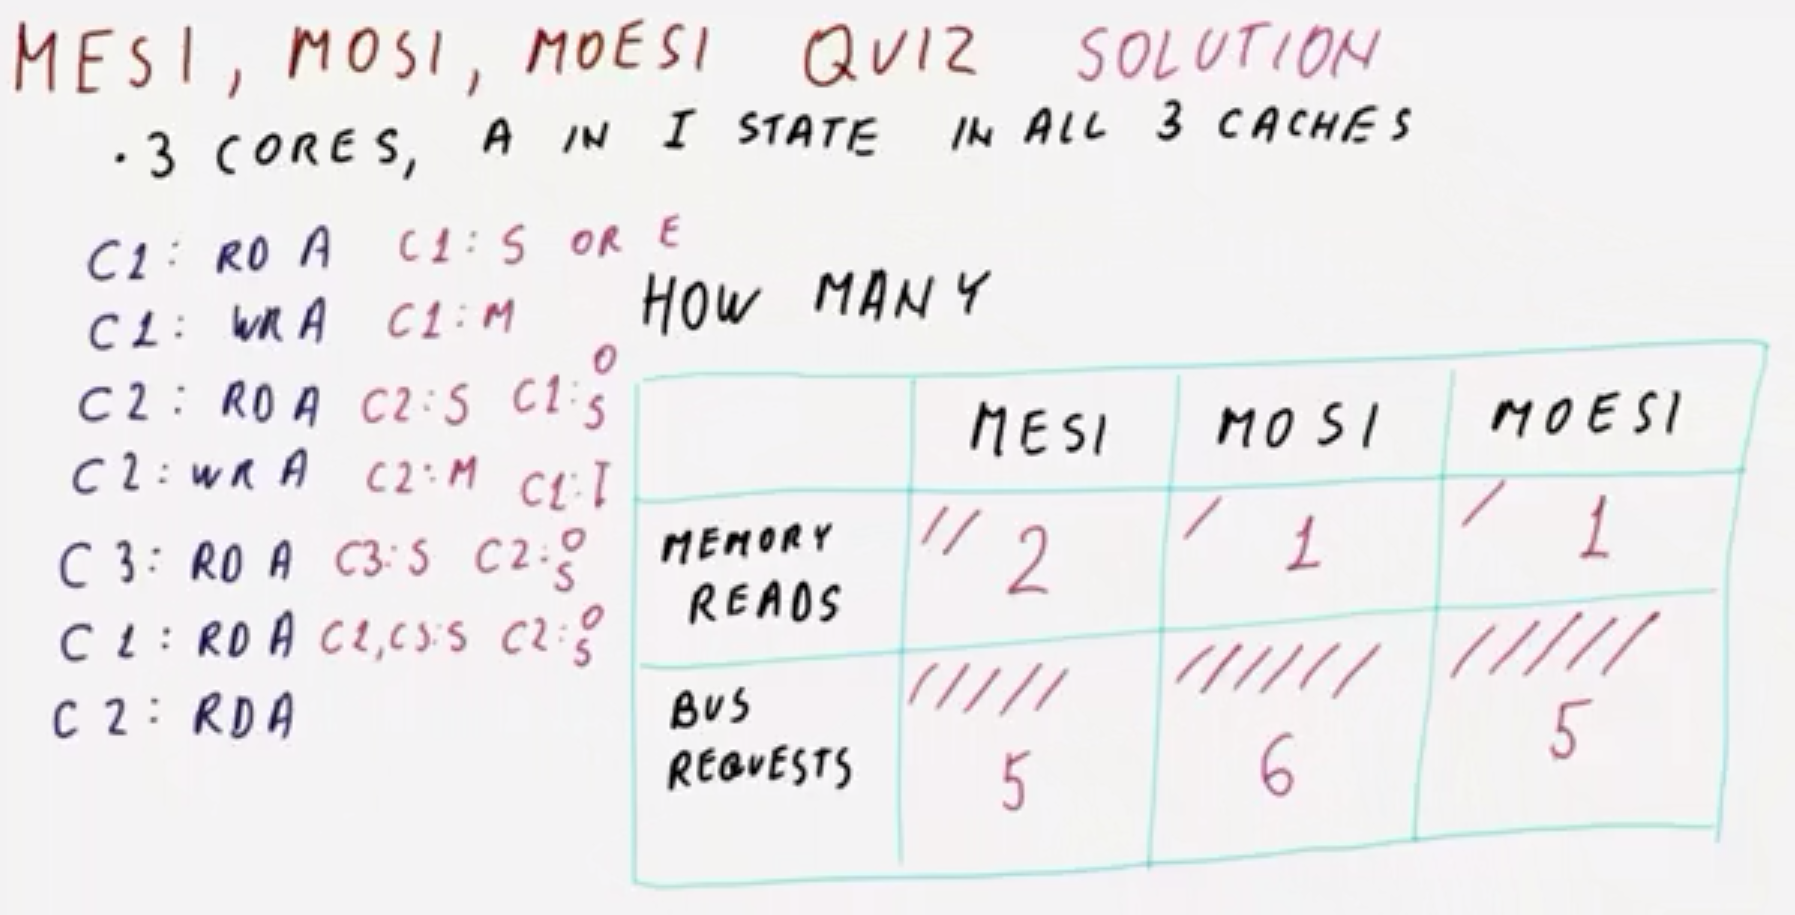 MESI, MOSI, MOESI QUIZ SOLUTION
· 3 CORES, A IN I STATE IN ALL 3 CACHES
C1: RD A C1: S OR E
C1: WR A C1: M
C2: RD A C2: S C1: O S
C2: WR A C2: M C1: I
C3: RD A C3: S C2: O S
C1: RD A C1,C3: S C2: O S
C2: RD A
HOW MANY
MESI MOSI MOESI
MEMORY READS // 2 / 1 / 1
BUS REQUESTS ///// 5 ////// 6 ///// 5